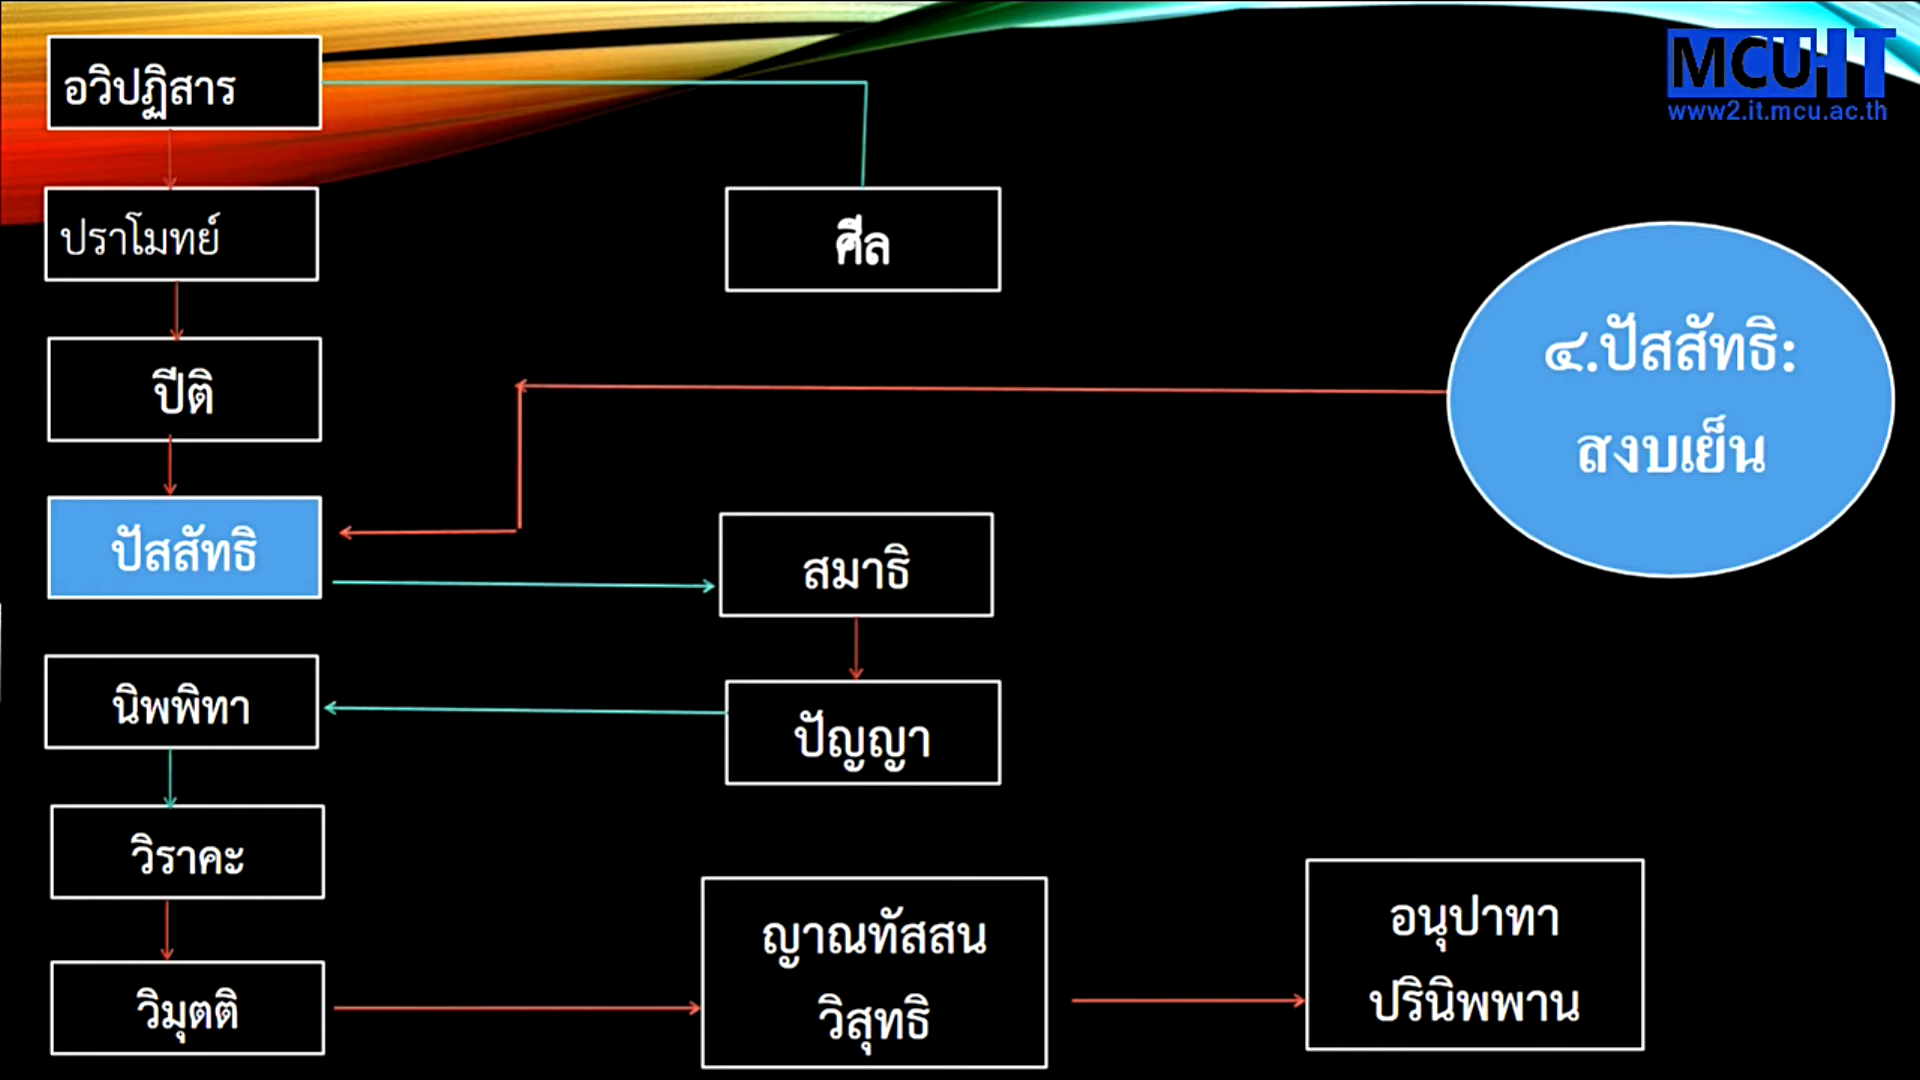 MCU-IT
www2.it.mcu.ac.th
อวิปฏิสาร
ปราโมทย์
ศีล
ปีติ
๔.ปัสสัทธิ:
สงบเย็น
ปัสสัทธิ
สมาธิ
นิพพิทา
ปัญญา
วิราคะ
วิมุตติ
ญาณทัสสน
วิสุทธิ
อนุปาทา
ปรินิพพาน